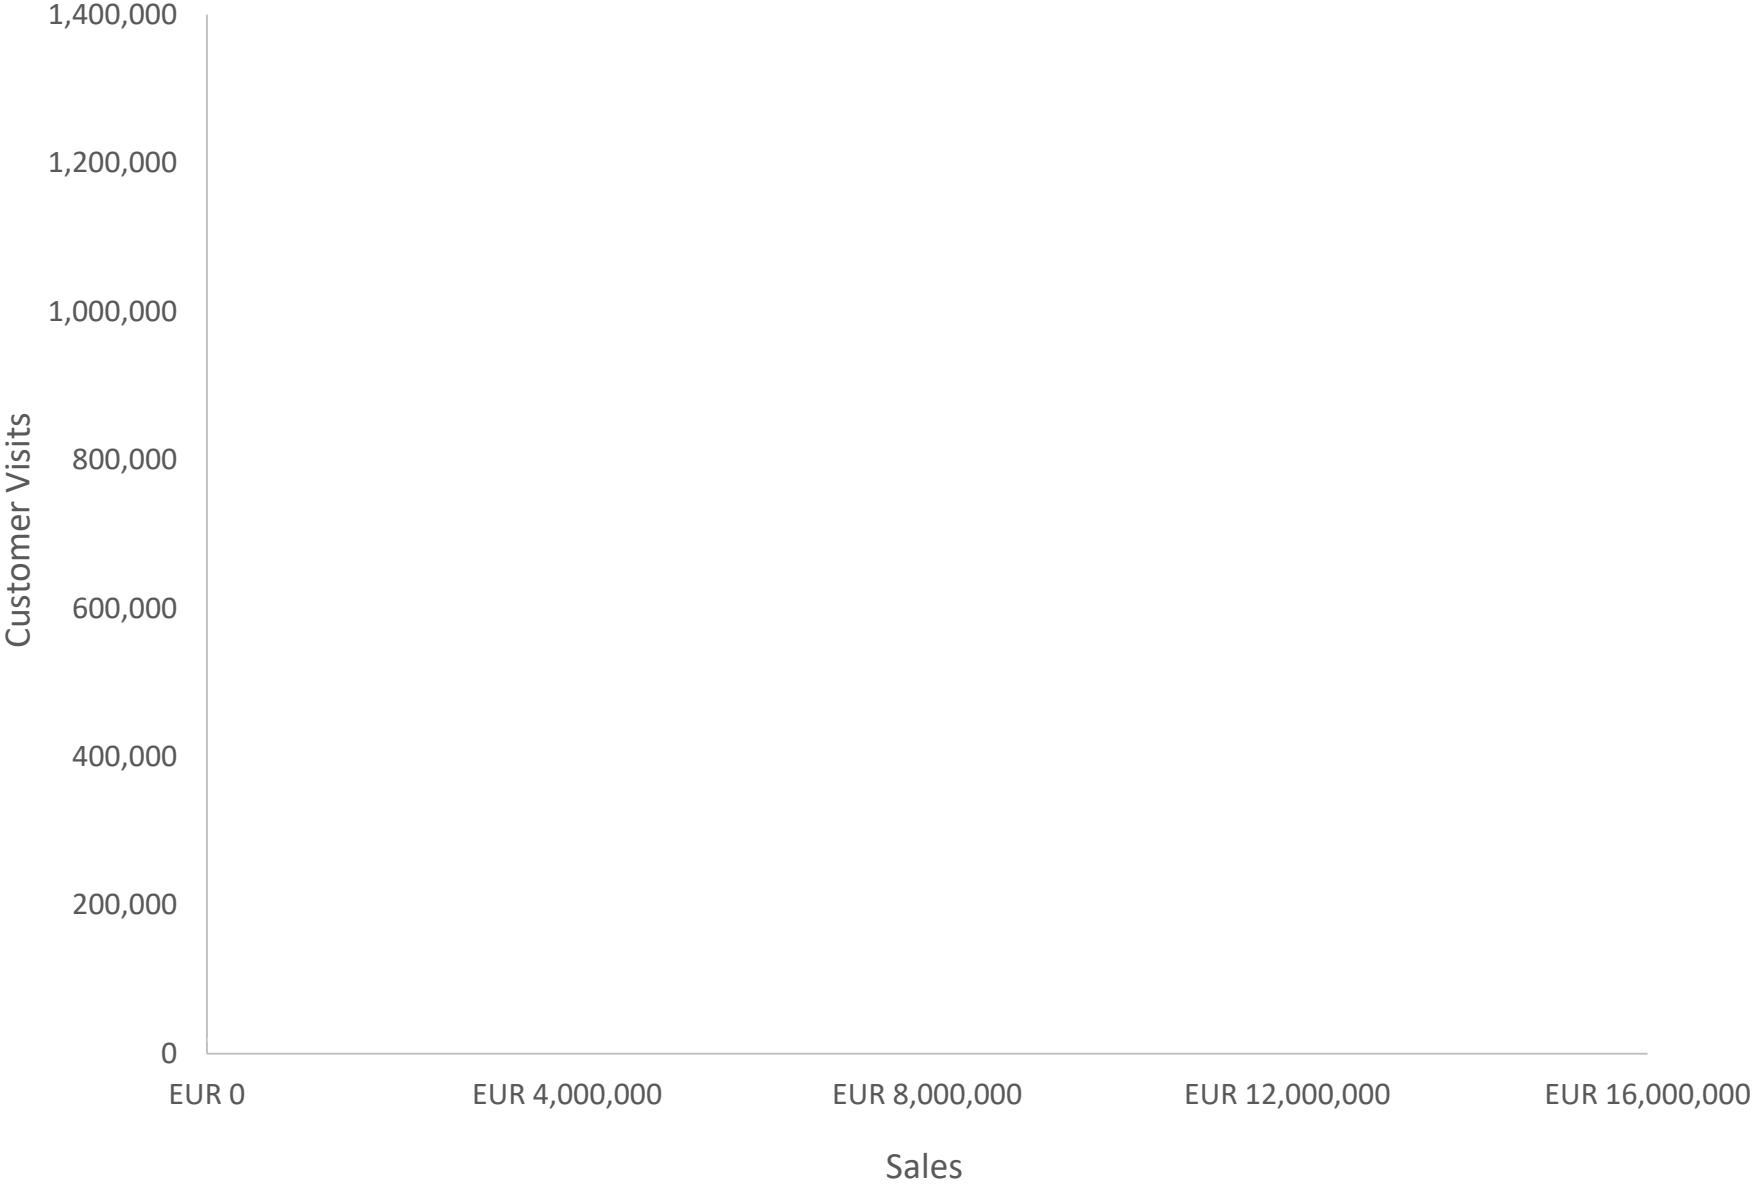 1,400,000
1,200,000
1,000,000
800,000
600,000
400,000
200,000
0
Customer Visits
EUR 0
EUR 4,000,000
EUR 8,000,000
EUR 12,000,000
EUR 16,000,000
Sales